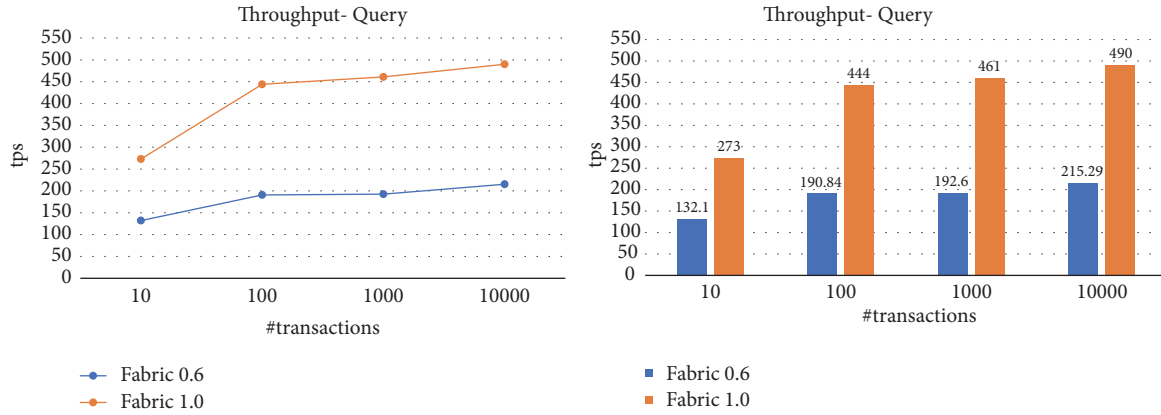 Throughput- Query
550
500
450
400
350
300
250
200
150
100
50
0
tps
10 100 1000 10000
#transactions
Fabric 0.6
Fabric 1.0
Throughput- Query
550
500
450
400
350
300
250
200
150
100
50
0
tps
132.1
273
190.84
444
192.6
461
215.29
490
10 100 1000 10000
#transactions
Fabric 0.6
Fabric 1.0